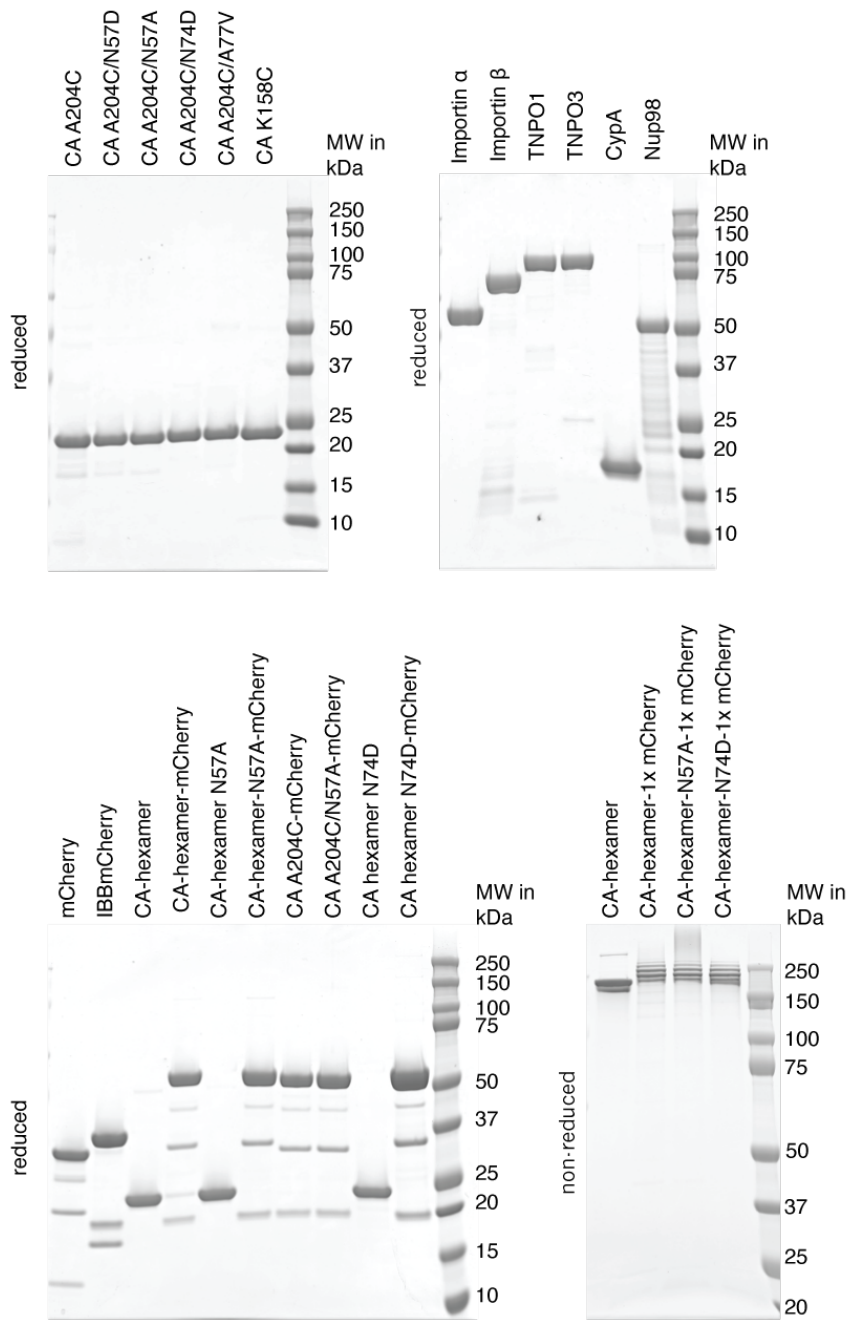 CA A204C
CA A204C/N57D
CA A204C/N57A
CA A204C/N74D
CA A204C/A77V
CA K158C
MW in
kDa
250
150
100
75
50
37
25
20
15
10
reduced
Importin α
Importin β
TNPO1
TNPO3
CypA
Nup98
MW in
kDa
250
150
100
75
50
37
25
20
15
10
reduced
mCherry
IBBmCherry
CA-hexamer
CA-hexamer-mCherry
CA-hexamer N57A
CA-hexamer-N57A-mCherry
CA A204C-mCherry
CA A204C/N57A-mCherry
CA hexamer N74D
CA hexamer N74D-mCherry
MW in
kDa
250
150
100
75
50
37
25
20
15
10
reduced
CA-hexamer
CA-hexamer-1x mCherry
CA-hexamer-N57A-1x mCherry
CA-hexamer-N74D-1x mCherry
MW in
kDa
250
150
100
75
50
37
25
20
non-reduced